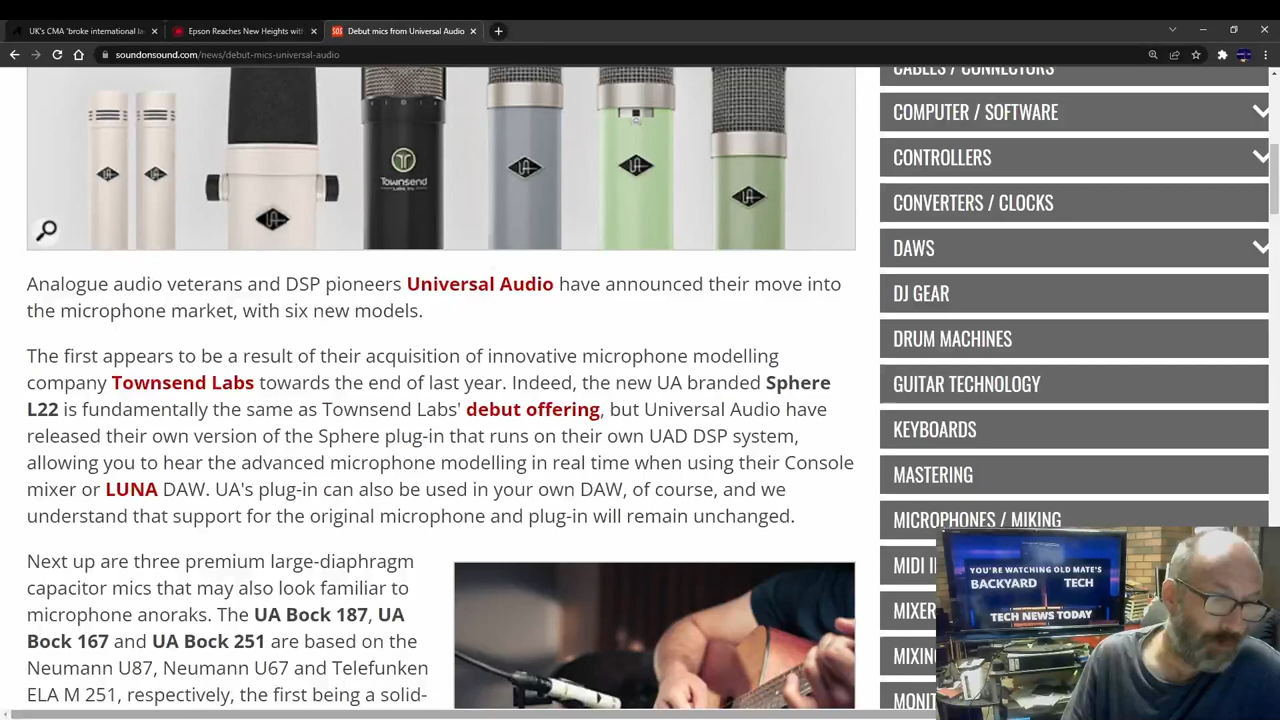 UK's CMA 'broke international la
Epson Reaches New Heights with
SOS
Debut mics from Universal Audio
soundonsound.com/news/debut-mics-universal-audio
CABLES / CONNECTORS
COMPUTER / SOFTWARE
CONTROLLERS
CONVERTERS / CLOCKS
DAWS
DJ GEAR
DRUM MACHINES
GUITAR TECHNOLOGY
KEYBOARDS
MASTERING
MICROPHONES / MIKING
MIDI I
MIXER
MIXING
MONIT
UA
UA
UA
Townsend
Labs Inc
UA
UA
UA
Analogue audio veterans and DSP pioneers Universal Audio have announced their move into
the microphone market, with six new models.
The first appears to be a result of their acquisition of innovative microphone modelling
company Townsend Labs towards the end of last year. Indeed, the new UA branded Sphere
L22 is fundamentally the same as Townsend Labs' debut offering, but Universal Audio have
released their own version of the Sphere plug-in that runs on their own UAD DSP system,
allowing you to hear the advanced microphone modelling in real time when using their Console
mixer or LUNA DAW. UA's plug-in can also be used in your own DAW, of course, and we
understand that support for the original microphone and plug-in will remain unchanged.
Next up are three premium large-diaphragm
capacitor mics that may also look familiar to
microphone anoraks. The UA Bock 187, UA
Bock 167 and UA Bock 251 are based on the
Neumann U87, Neumann U67 and Telefunken
ELA M 251, respectively, the first being a solid-
YOU'RE WATCHING OLD MATE'S
BACKYARD TECH
TECH NEWS TODAY